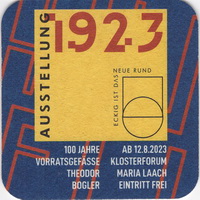 AUSSTELLUNG
1923
ECKIG IST DAS
NEUE RUND
100 JAHRE
VORRATSGEFÄSSE
THEODOR
BOGLER
AB 12.8.2023
KLOSTERFORUM
MARIA LAACH
EINTRITT FREI